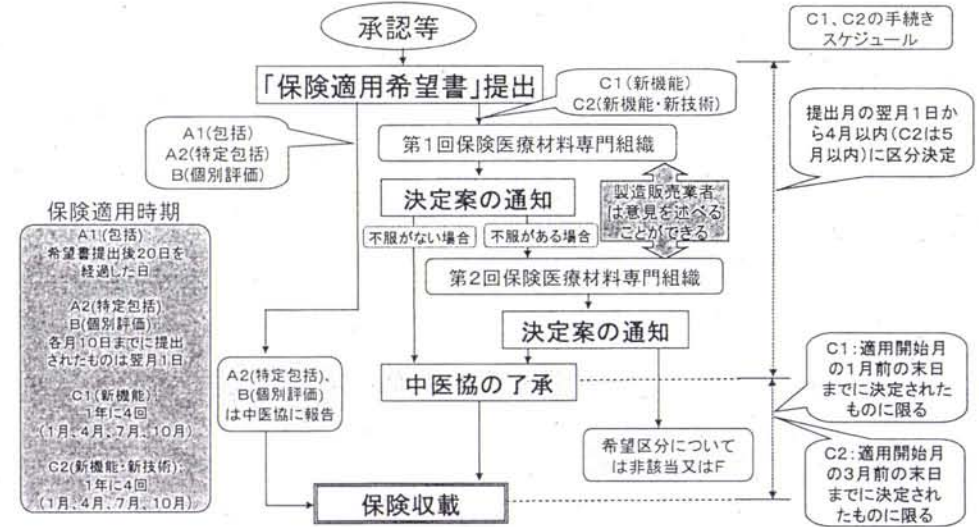 承認等
C1、C2の手続き
スケジュール
「保険適用希望書」提出
C1(新機能)
C2(新機能・新技術)
A1(包括)
A2(特定包括)
B(個別評価)
第1回保険医療材料専門組織
提出月の翌月1日か
ら4月以内(C2は5
月以内)に区分決定
決定案の通知
製造販売業者
は意見を述べる
ことができる
不服がない場合
不服がある場合
第2回保険医療材料専門組織
保険適用時期
A1(包括):
希望書提出後20日を
経過した日
A2(特定包括)
B(個別評価):
各月10日までに提出
されたものは翌月1日
C1(新機能):
1年に4回
(1月、4月、7月、10月)
C2(新機能・新技術):
1年に4回
(1月、4月、7月、10月)
決定案の通知
A2(特定包括)、
B(個別評価)
は中医協に報告
中医協の了承
C1:適用開始月
の1月前の末日
までに決定された
ものに限る
希望区分について
は非該当又はF
C2:適用開始月
の3月前の末日
までに決定され
たものに限る
保険収載